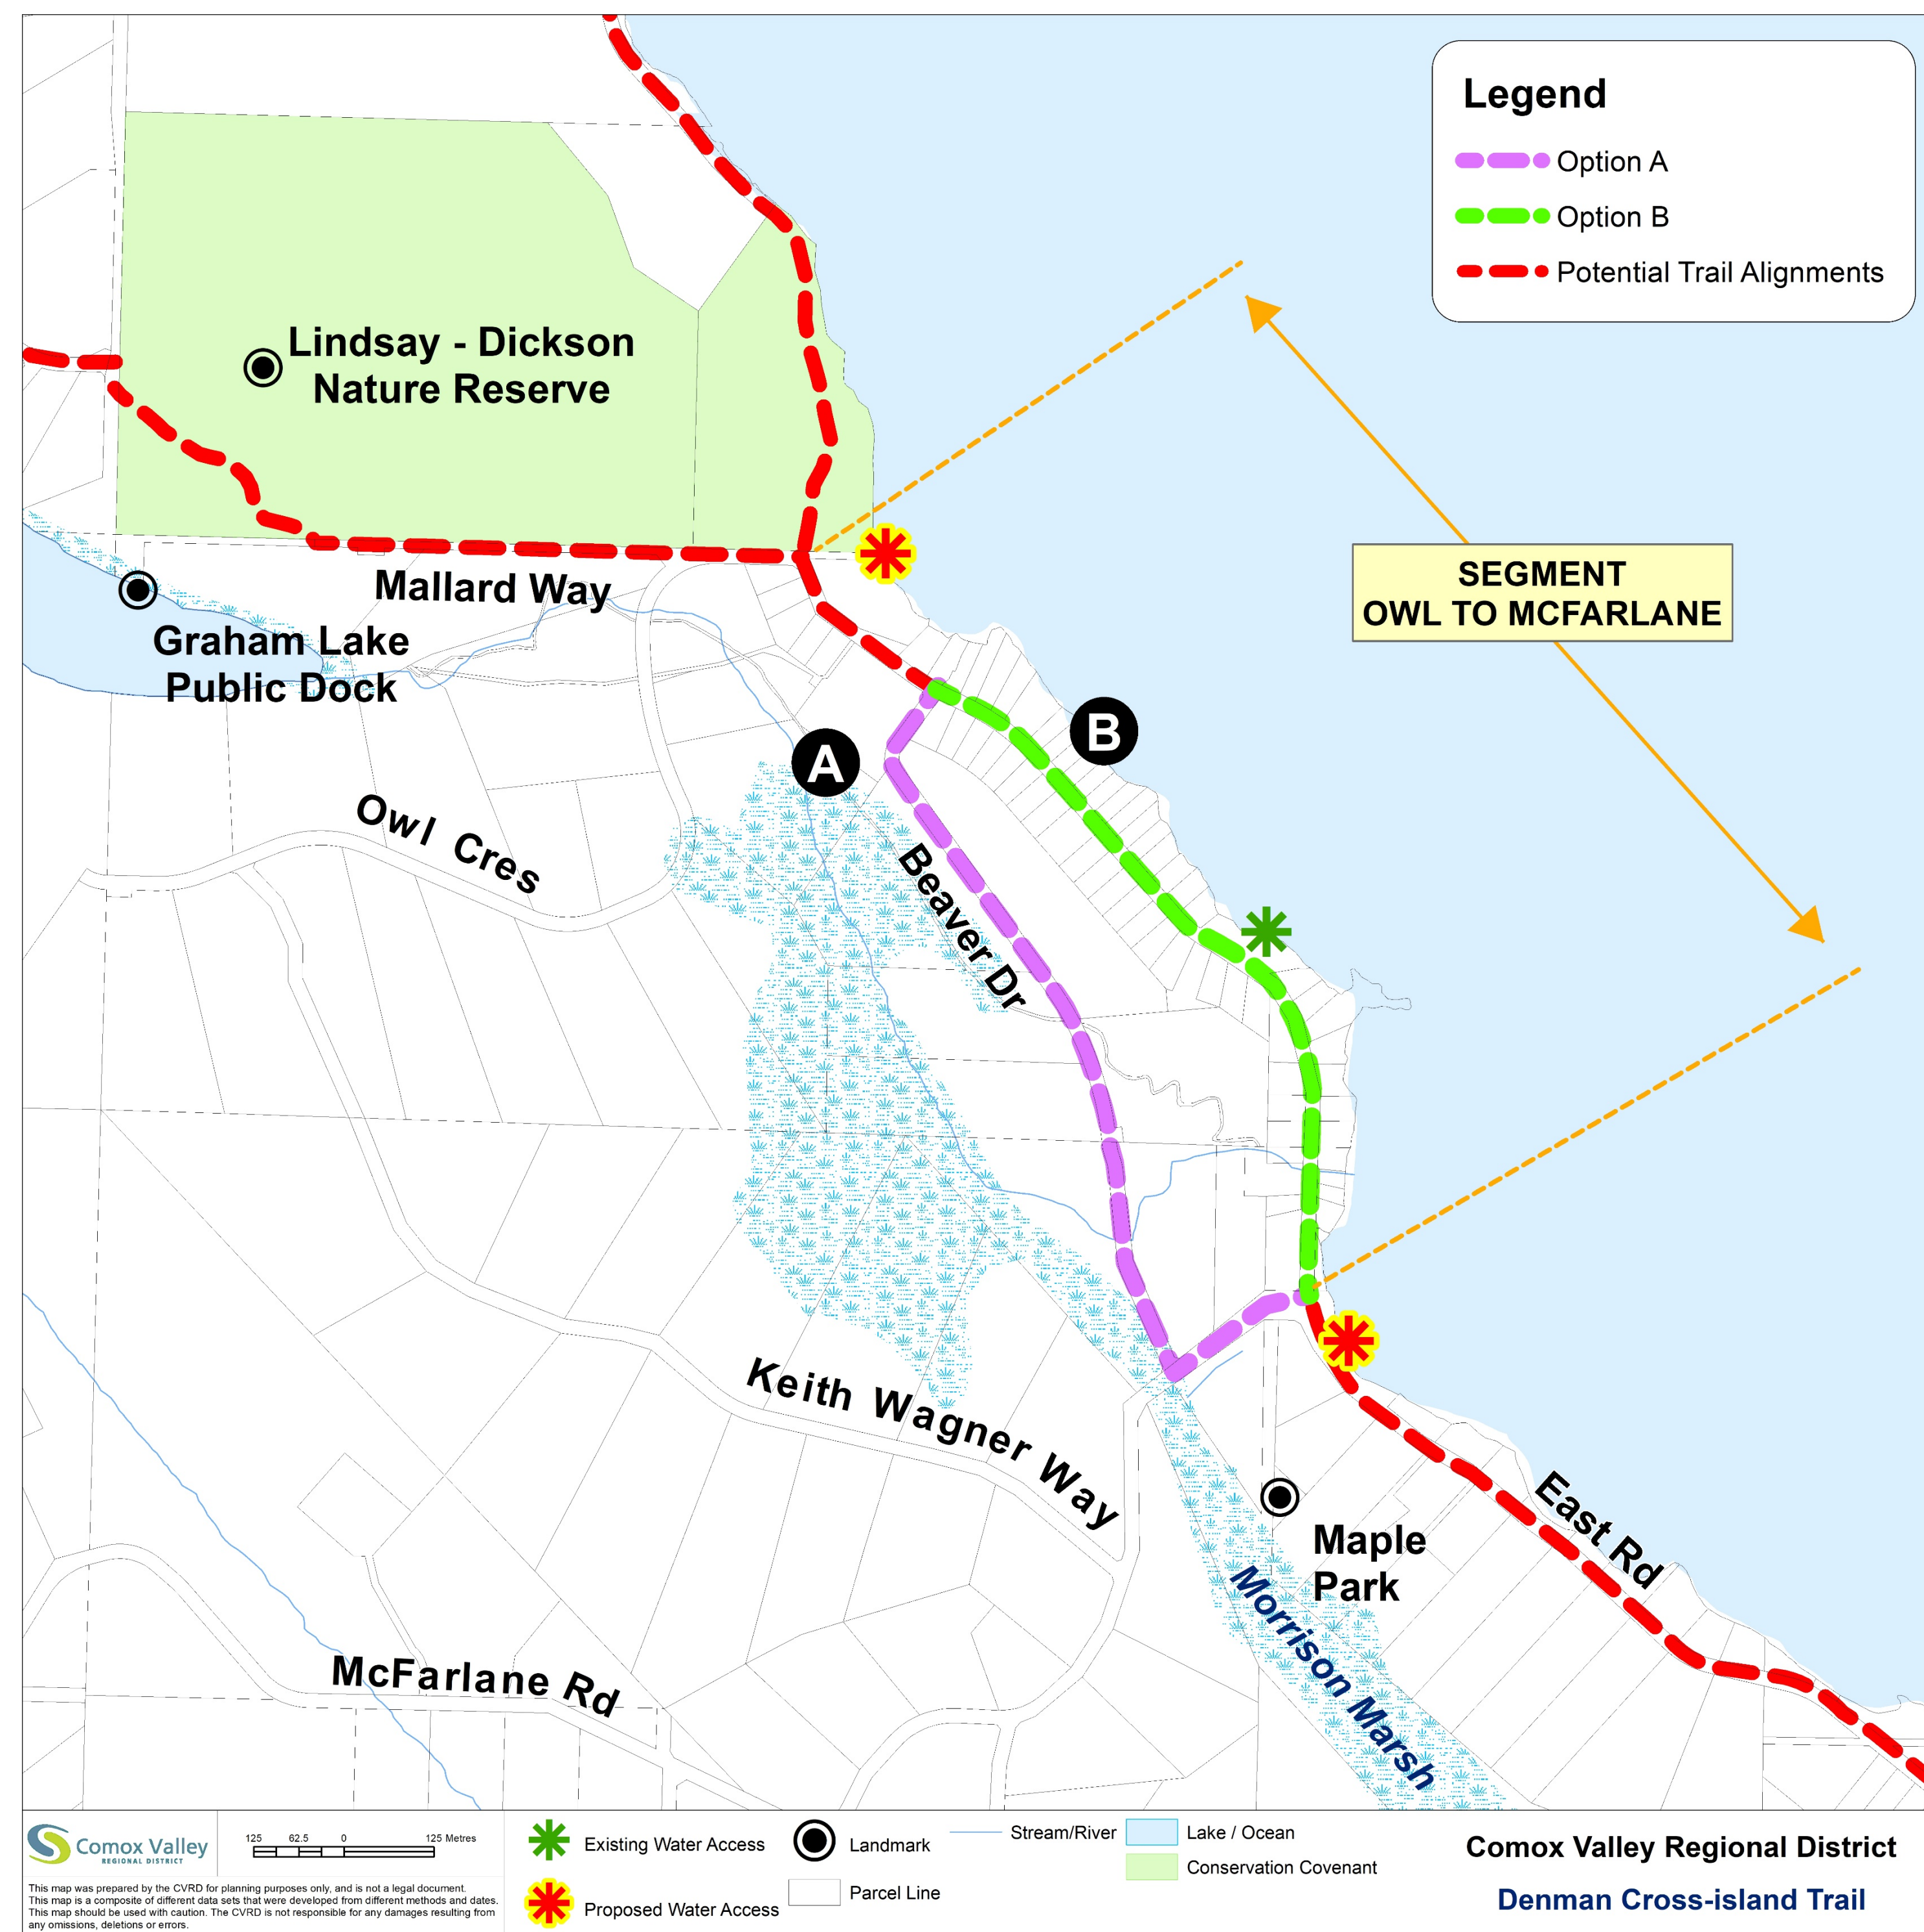 Legend
Option A
Option B
Potential Trail Alignments
Lindsay - Dickson
Nature Reserve
SEGMENT
OWL TO MCFARLANE
Mallard Way
Graham Lake
Public Dock
B
A
Owl Cres
Beaver Dr
Keith Wagner Way
East Rd
Maple
Park
Morrison Marsh
McFarlane Rd
Comox Valley
REGIONAL DISTRICT
125 62.5 0 125 Metres
This map was prepared by the CVRD for planning purposes only, and is not a legal document.
This map is a composite of different data sets that were developed from different methods and dates.
This map should be used with caution. The CVRD is not responsible for any damages resulting from
any omissions, deletions or errors.
Existing Water Access
Proposed Water Access
Landmark
Parcel Line
Stream/River
Lake / Ocean
Conservation Covenant
Comox Valley Regional District
Denman Cross-island Trail